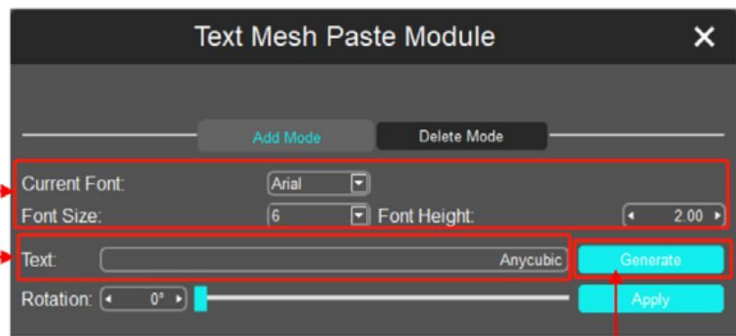 Text Mesh Paste Module
Add Mode Delete Mode
Current Font: Arial
Font Size: 6 Font Height: 2.00
Text: Anycubic Generate
Rotation: 0° Apply